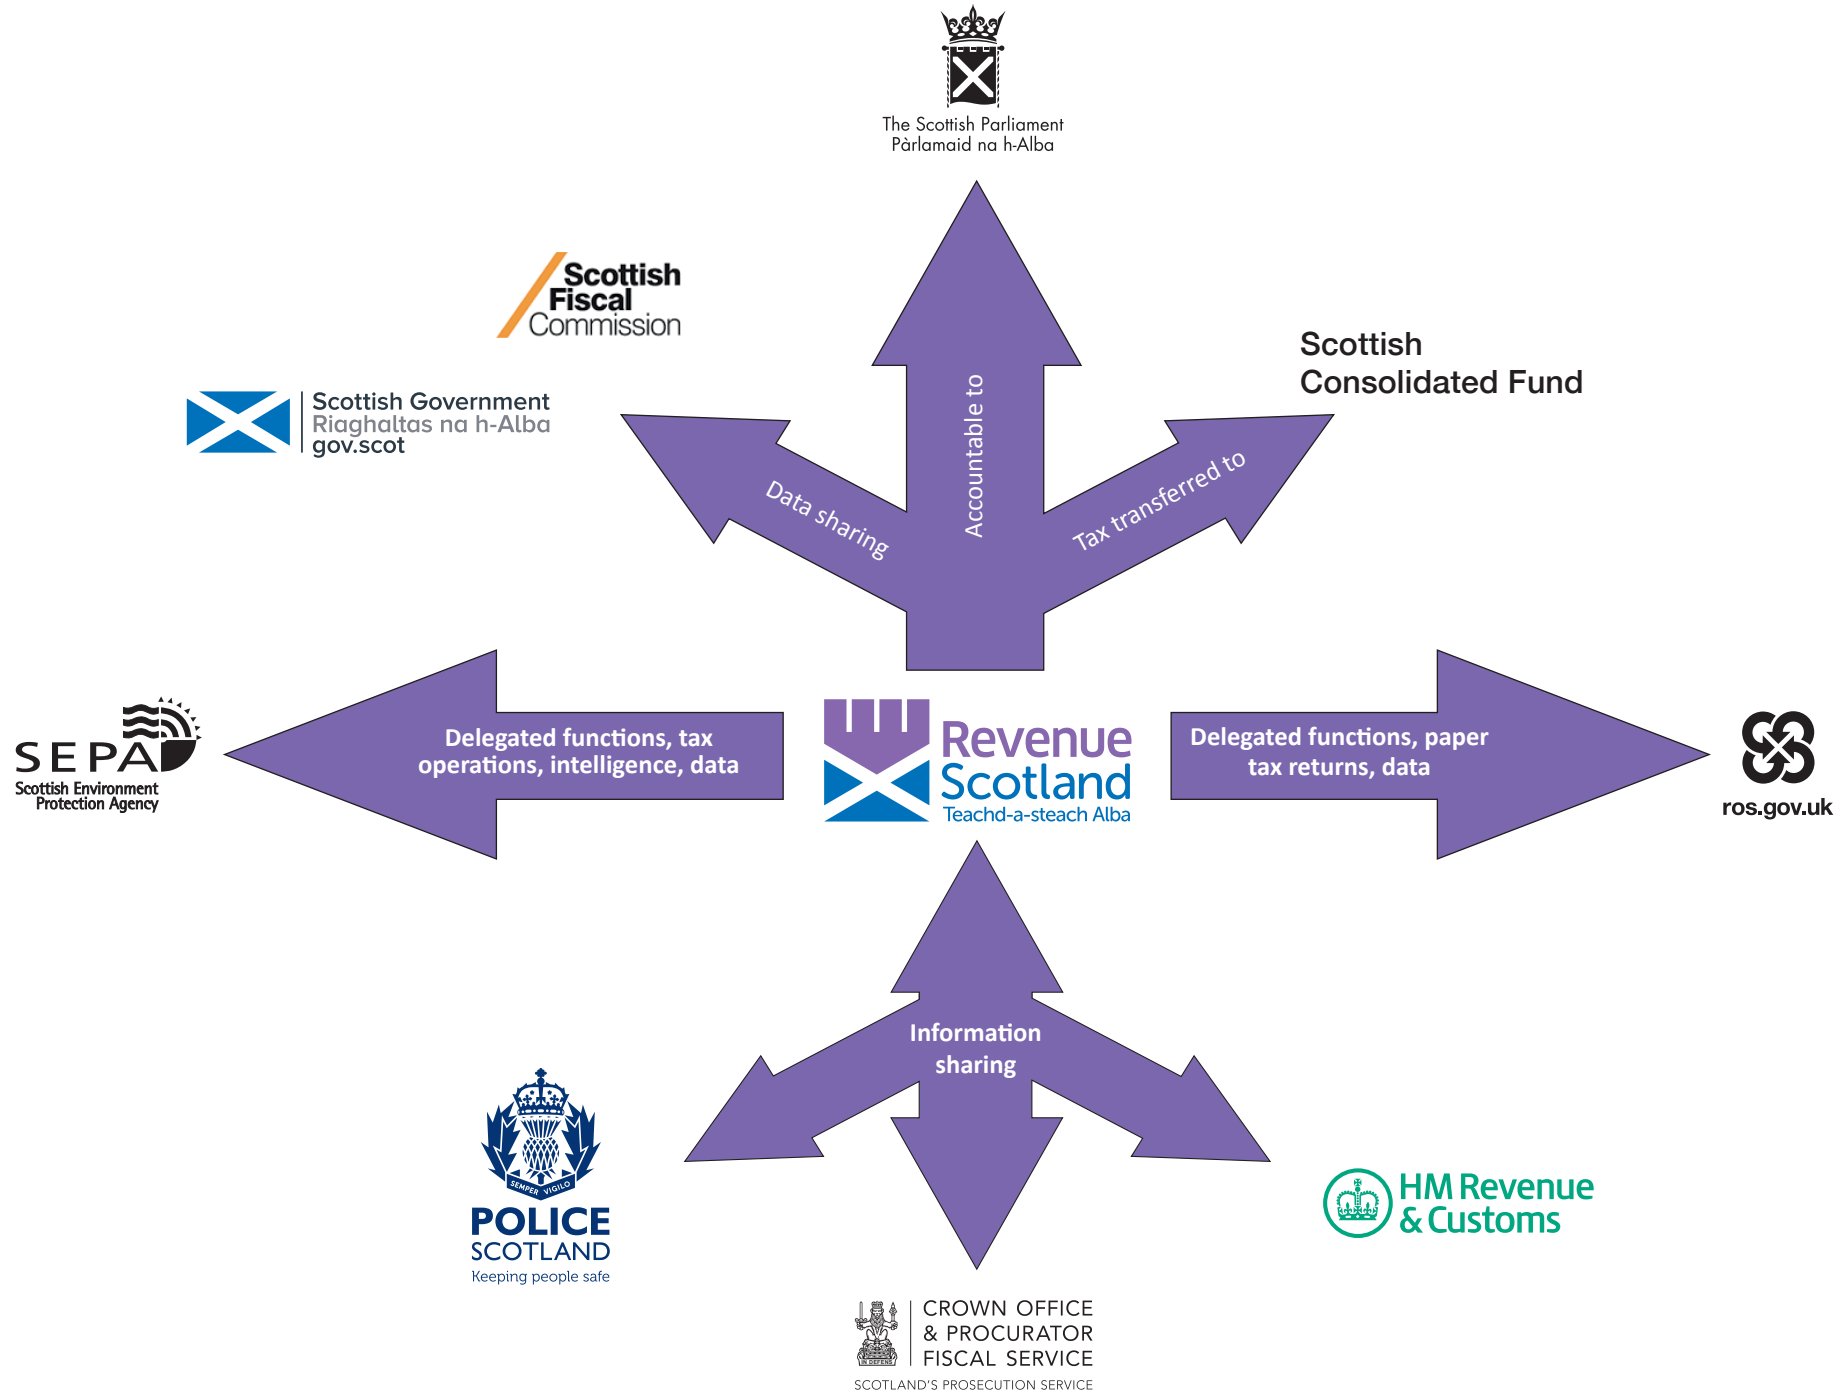 The Scottish Parliament
Pàrlamaid na h-Alba
Scottish
Fiscal
Commission
Scottish
Consolidated Fund
Scottish Government
Riaghaltas na h-Alba
gov.scot
Accountable to
Data sharing
Tax transferred to
SEPA
Scottish Environment
Protection Agency
Delegated functions, tax
operations, intelligence, data
Revenue
Scotland
Teachd-a-steach Alba
Delegated functions, paper
tax returns, data
ros.gov.uk
Information
sharing
SEMPER VIGILO
POLICE
SCOTLAND
Keeping people safe
HM Revenue
& Customs
IN DEFENS
CROWN OFFICE
& PROCURATOR
FISCAL SERVICE
SCOTLAND'S PROSECUTION SERVICE